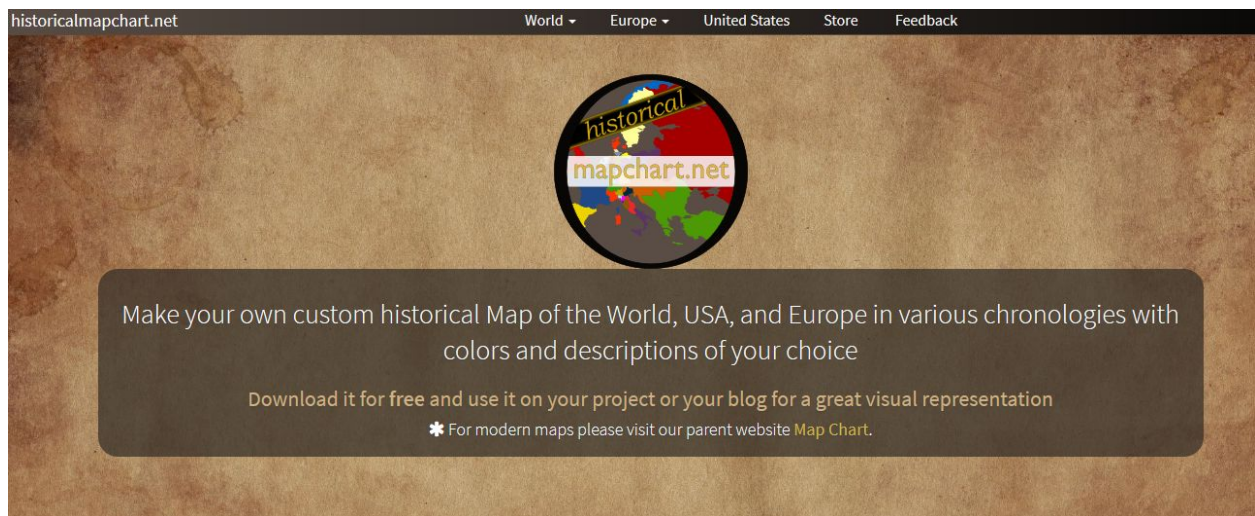 historicalmapchart.net World Europe United States Store Feedback
historical
mapchart.net
Make your own custom historical Map of the World, USA, and Europe in various chronologies with
colors and descriptions of your choice
Download it for free and use it on your project or your blog for a great visual representation
✱ For modern maps please visit our parent website Map Chart.